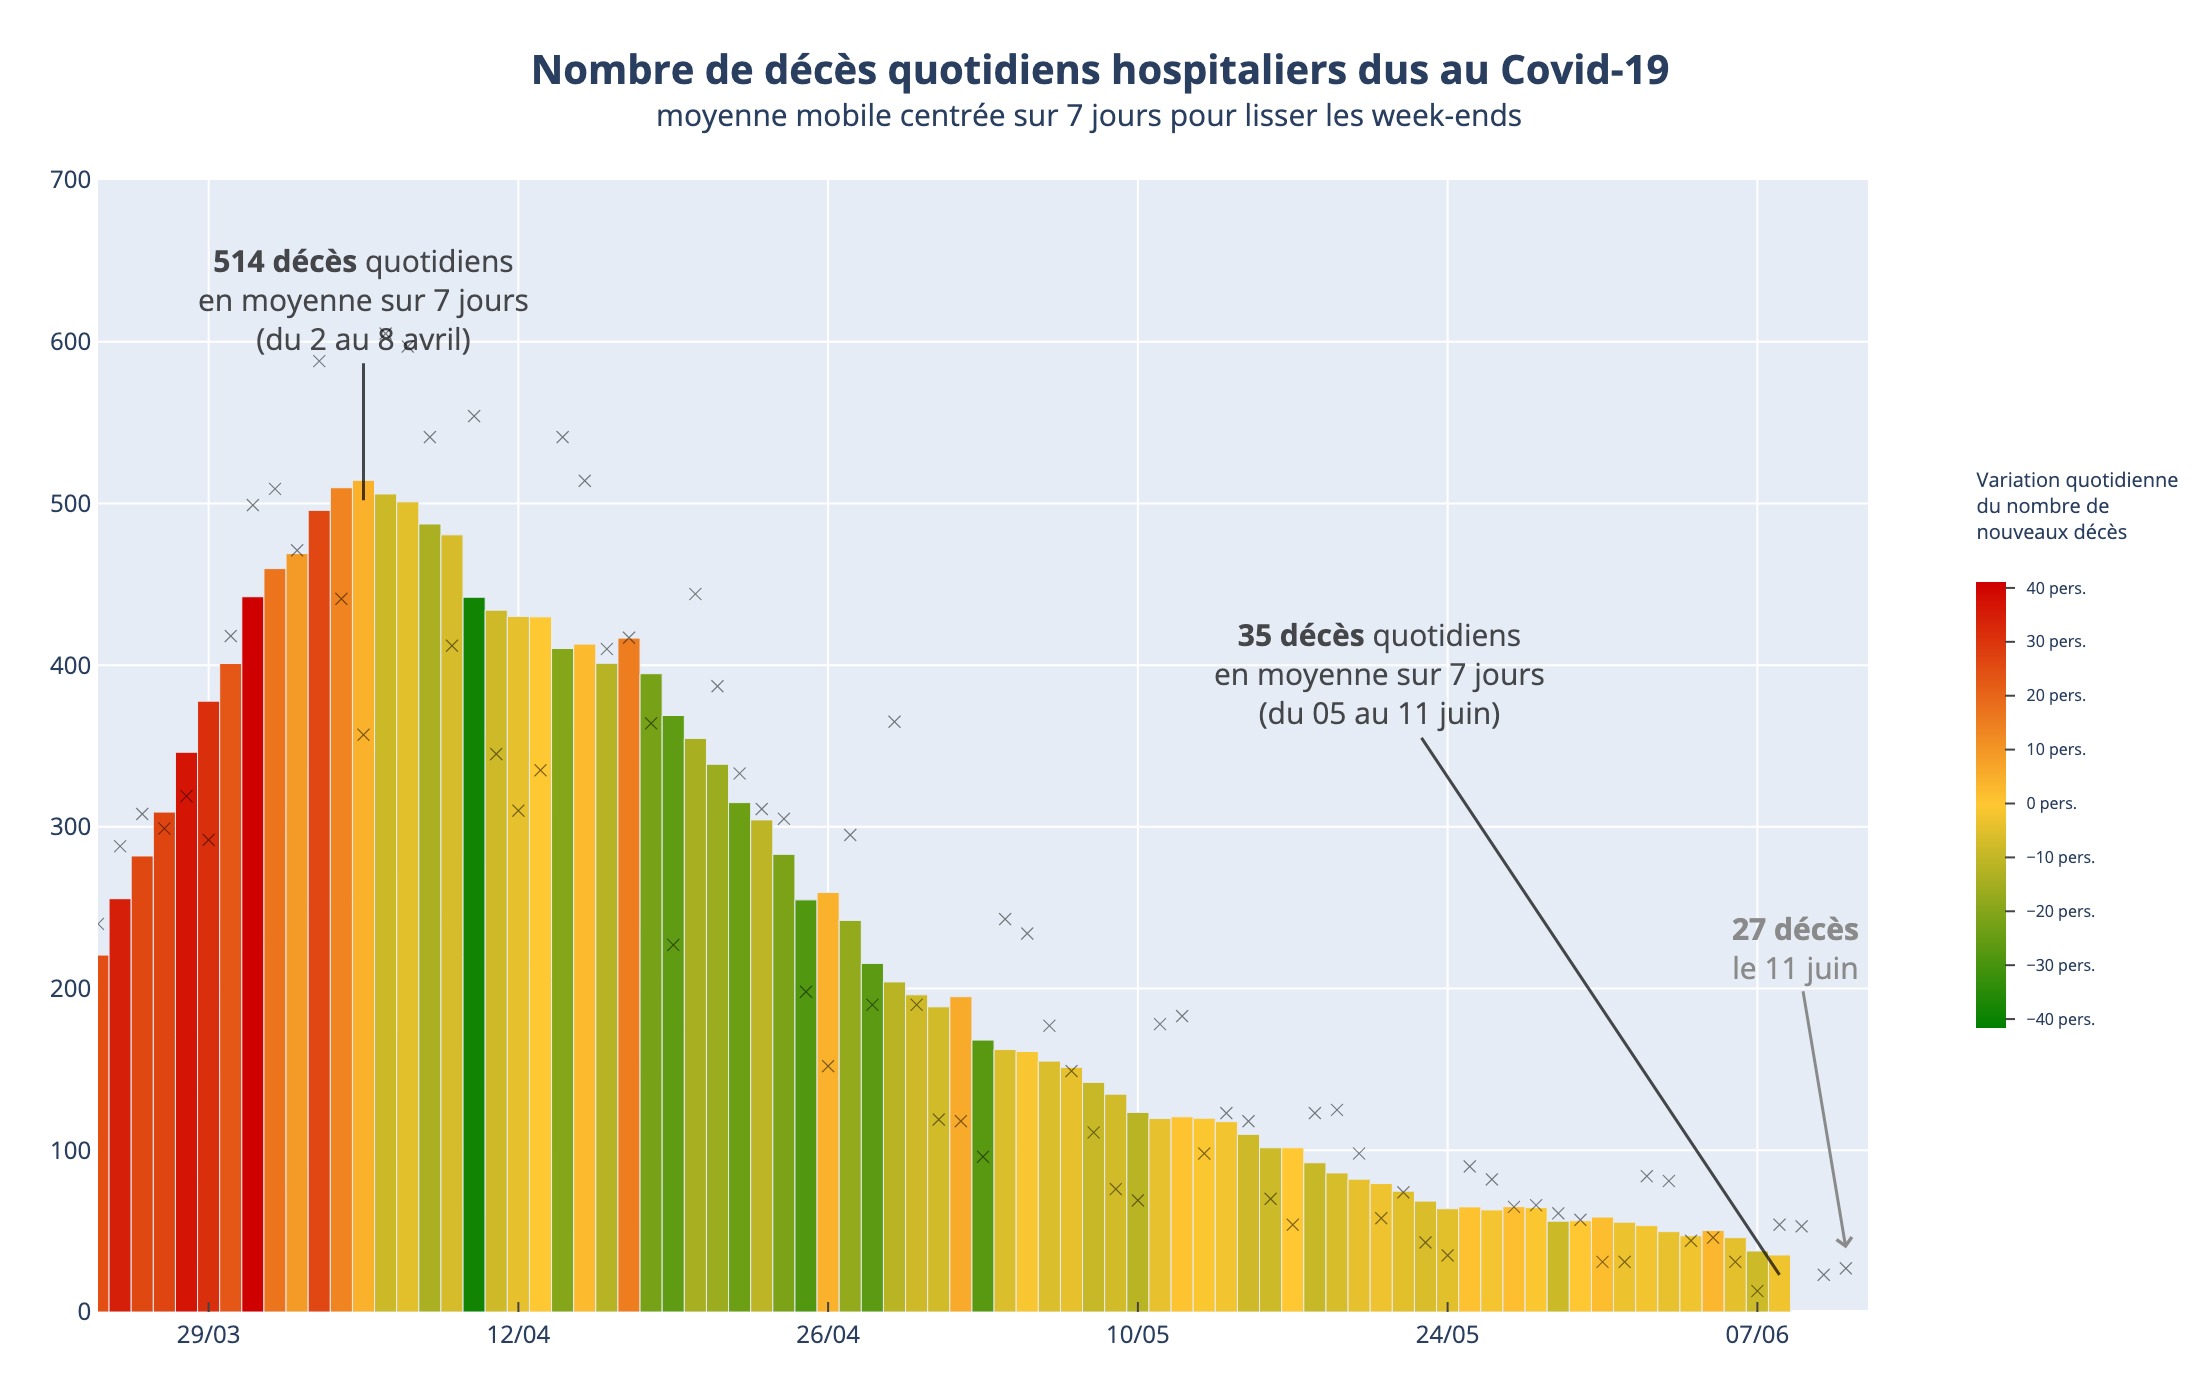 Nombre de décès quotidiens hospitaliers dus au Covid-19
moyenne mobile centrée sur 7 jours pour lisser les week-ends
700
600
500
400
300
200
100
0
514 décès quotidiens
en moyenne sur 7 jours
(du 2 au 8 avril)
35 décès quotidiens
en moyenne sur 7 jours
(du 05 au 11 juin)
27 décès
le 11 juin
29/03
12/04
26/04
10/05
24/05
07/06
Variation quotidienne
du nombre de
nouveaux décès
40 pers.
30 pers.
20 pers.
10 pers.
0 pers.
−10 pers.
−20 pers.
−30 pers.
−40 pers.